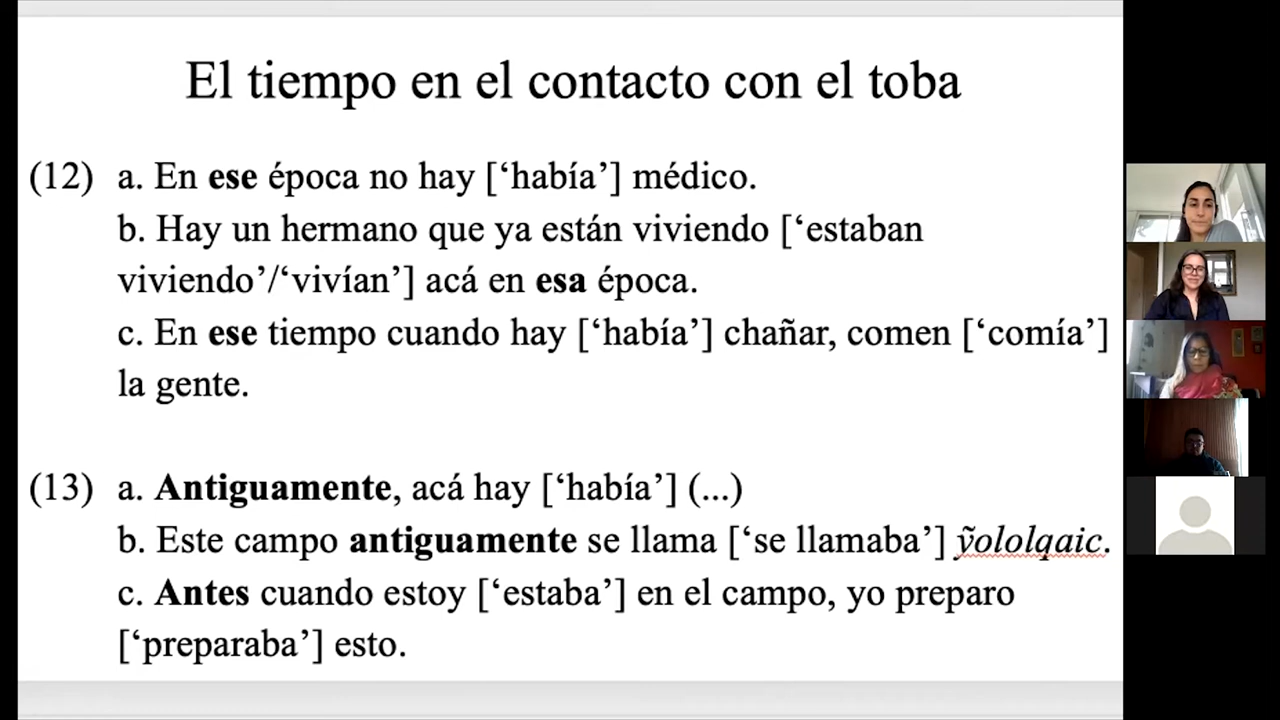 El tiempo en el contacto con el toba
(12) a. En ese época no hay [‘había’] médico.
b. Hay un hermano que ya están viviendo [‘estaban
viviendo’/‘vivían’] acá en esa época.
c. En ese tiempo cuando hay [‘había’] chañar, comen [‘comía’]
la gente.
(13) a. Antiguamente, acá hay [‘había’] (...)
b. Este campo antiguamente se llama [‘se llamaba’] ỹololqaic.
c. Antes cuando estoy [‘estaba’] en el campo, yo preparo
[‘preparaba’] esto.